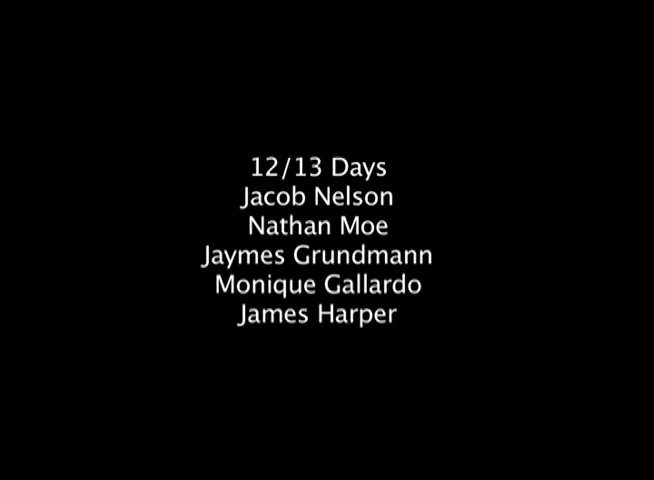 12/13 Days
Jacob Nelson
Nathan Moe
Jaymes Grundmann
Monique Gallardo
James Harper